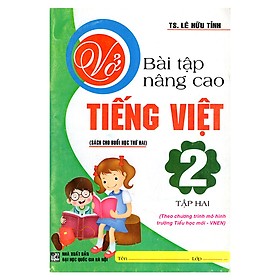 TS. LÊ HỮU TỈNH
Vở
Bài tập
nâng cao
TIẾNG VIỆT
(SÁCH CHO BUỔI HỌC THỨ HAI)
2
TẬP HAI
(Theo chương trình mô hình
trường Tiểu học mới - VNEN)
NHÀ XUẤT BẢN
ĐẠI HỌC QUỐC GIA HÀ NỘI
Tên
Lớp